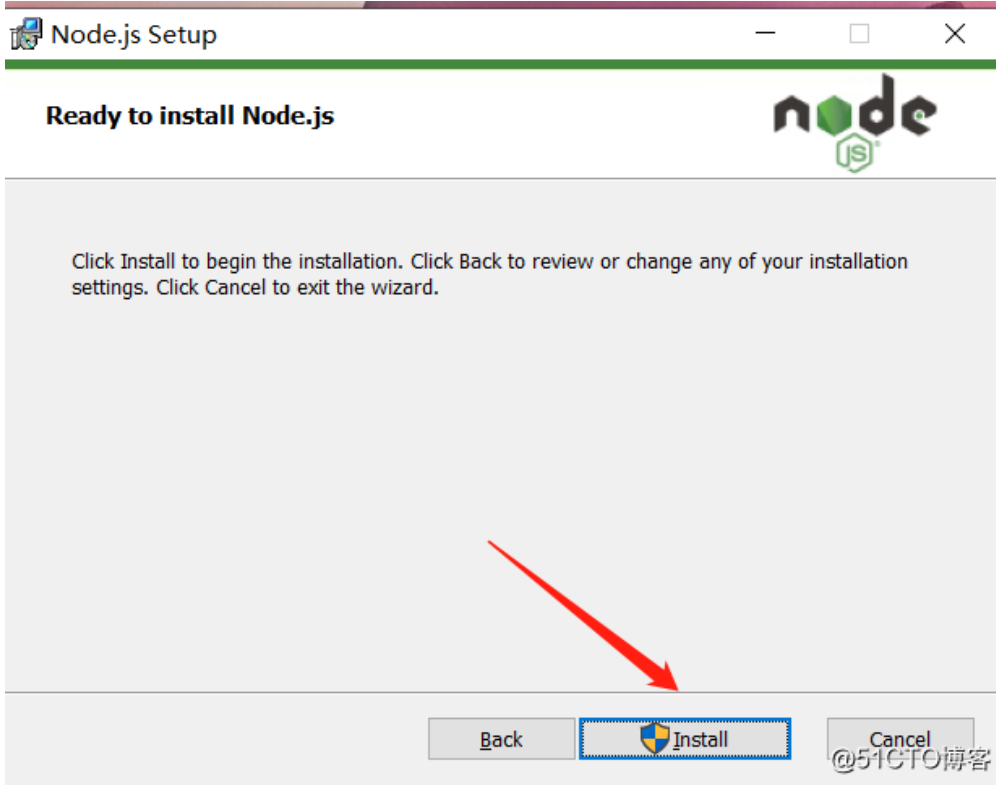 Node.js Setup
Ready to install Node.js
node
JS
Click Install to begin the installation. Click Back to review or change any of your installation
settings. Click Cancel to exit the wizard.
Back
Install
Cancel
@51CTO博客